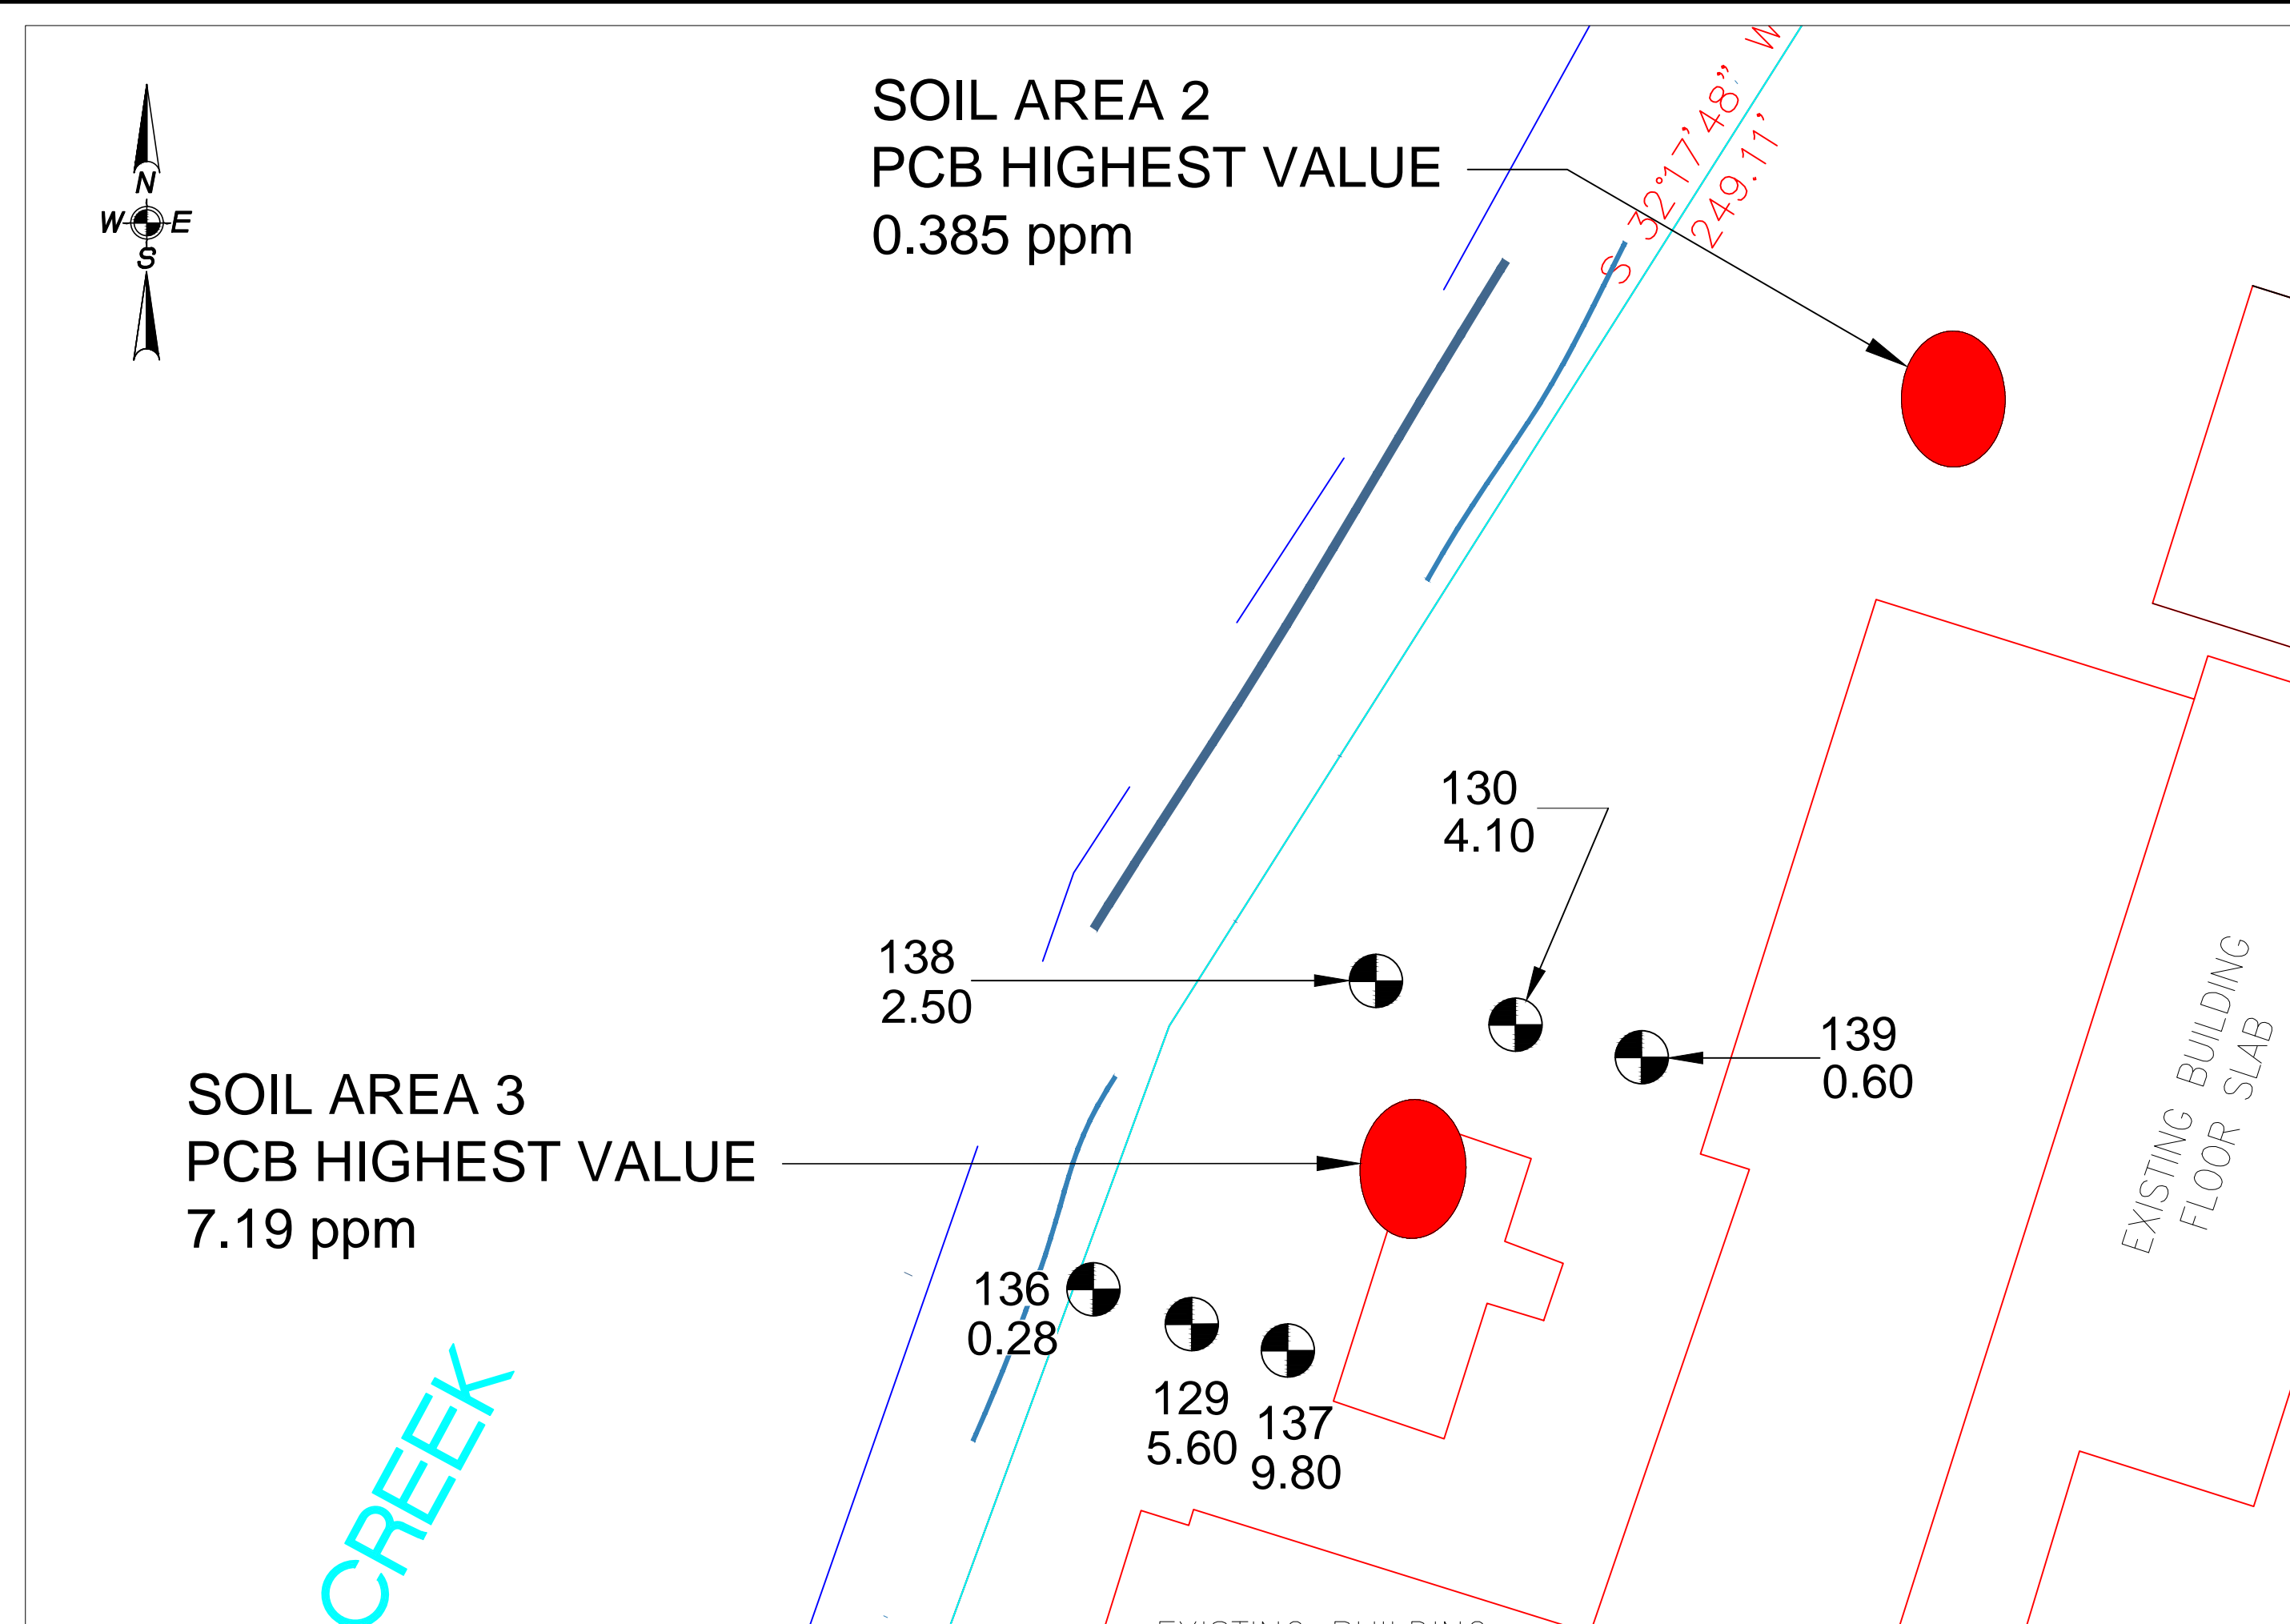 SOIL AREA 2
PCB HIGHEST VALUE
0.385 ppm
S 32°17'48" W
249.11'
N
W E
S
130
4.10
138
2.50
139
0.60
SOIL AREA 3
PCB HIGHEST VALUE
7.19 ppm
136
0.28
129
5.60
137
9.80
EXISTING BUILDING
FLOOR SLAB
CREEK
EXISTING BUILDING